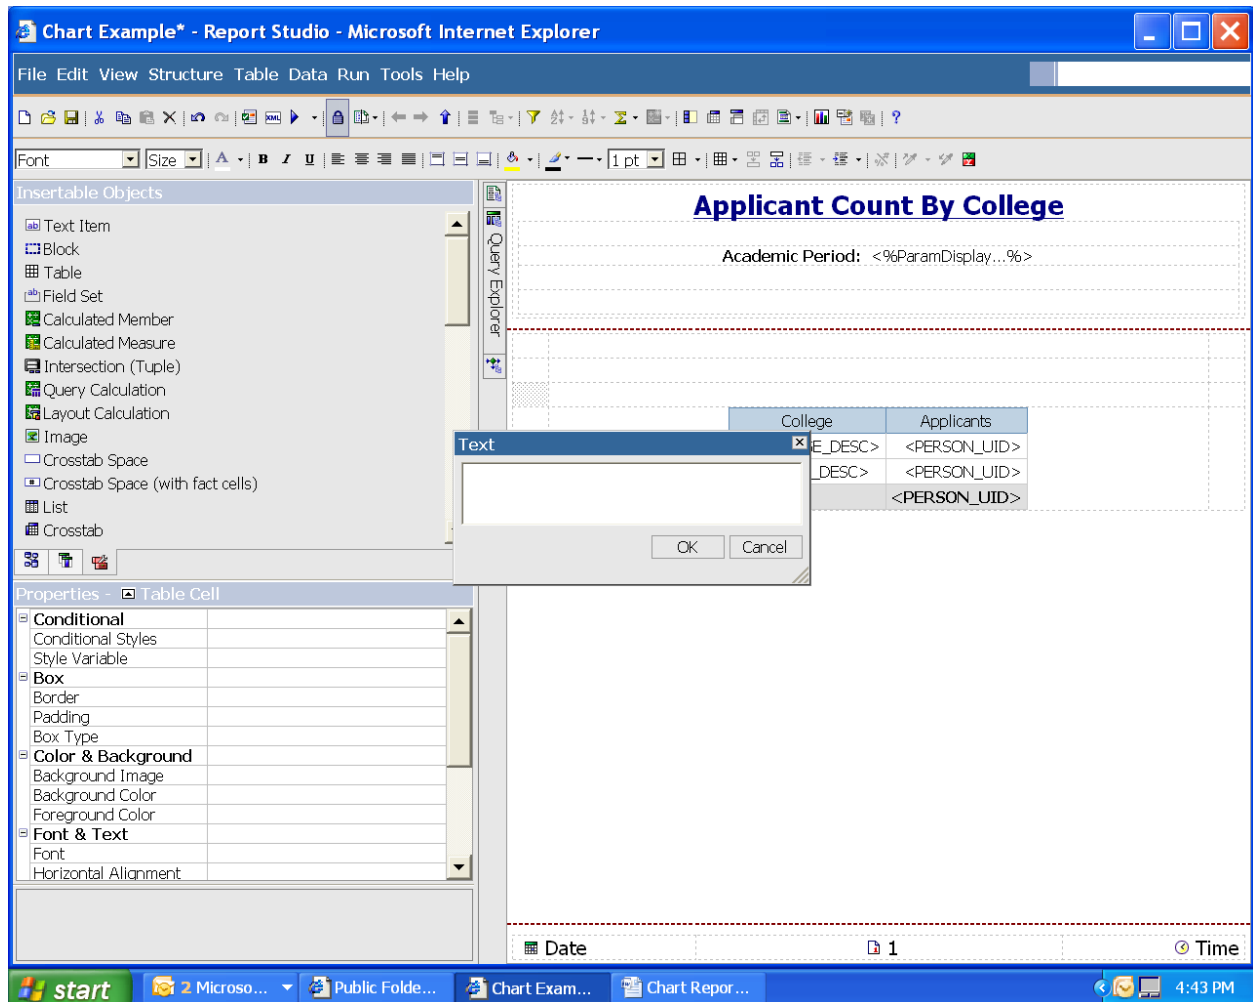 Chart Example* - Report Studio - Microsoft Internet Explorer
File Edit View Structure Table Data Run Tools Help
Font Size B I U 1 pt
Insertable Objects
Text Item
Block
Table
Field Set
Calculated Member
Calculated Measure
Intersection (Tuple)
Query Calculation
Layout Calculation
Image
Crosstab Space
Crosstab Space (with fact cells)
List
Crosstab
Properties - Table Cell
Conditional
Conditional Styles
Style Variable
Box
Border
Padding
Box Type
Color & Background
Background Image
Background Color
Foreground Color
Font & Text
Font
Horizontal Alignment
Query Explorer
Applicant Count By College
Academic Period: <%ParamDisplay...%>
College Applicants
E_DESC> <PERSON_UID>
_DESC> <PERSON_UID>
<PERSON_UID>
Text
OK Cancel
Date 1 Time
start 2 Microso... Public Folde... Chart Exam... Chart Repor... 4:43 PM